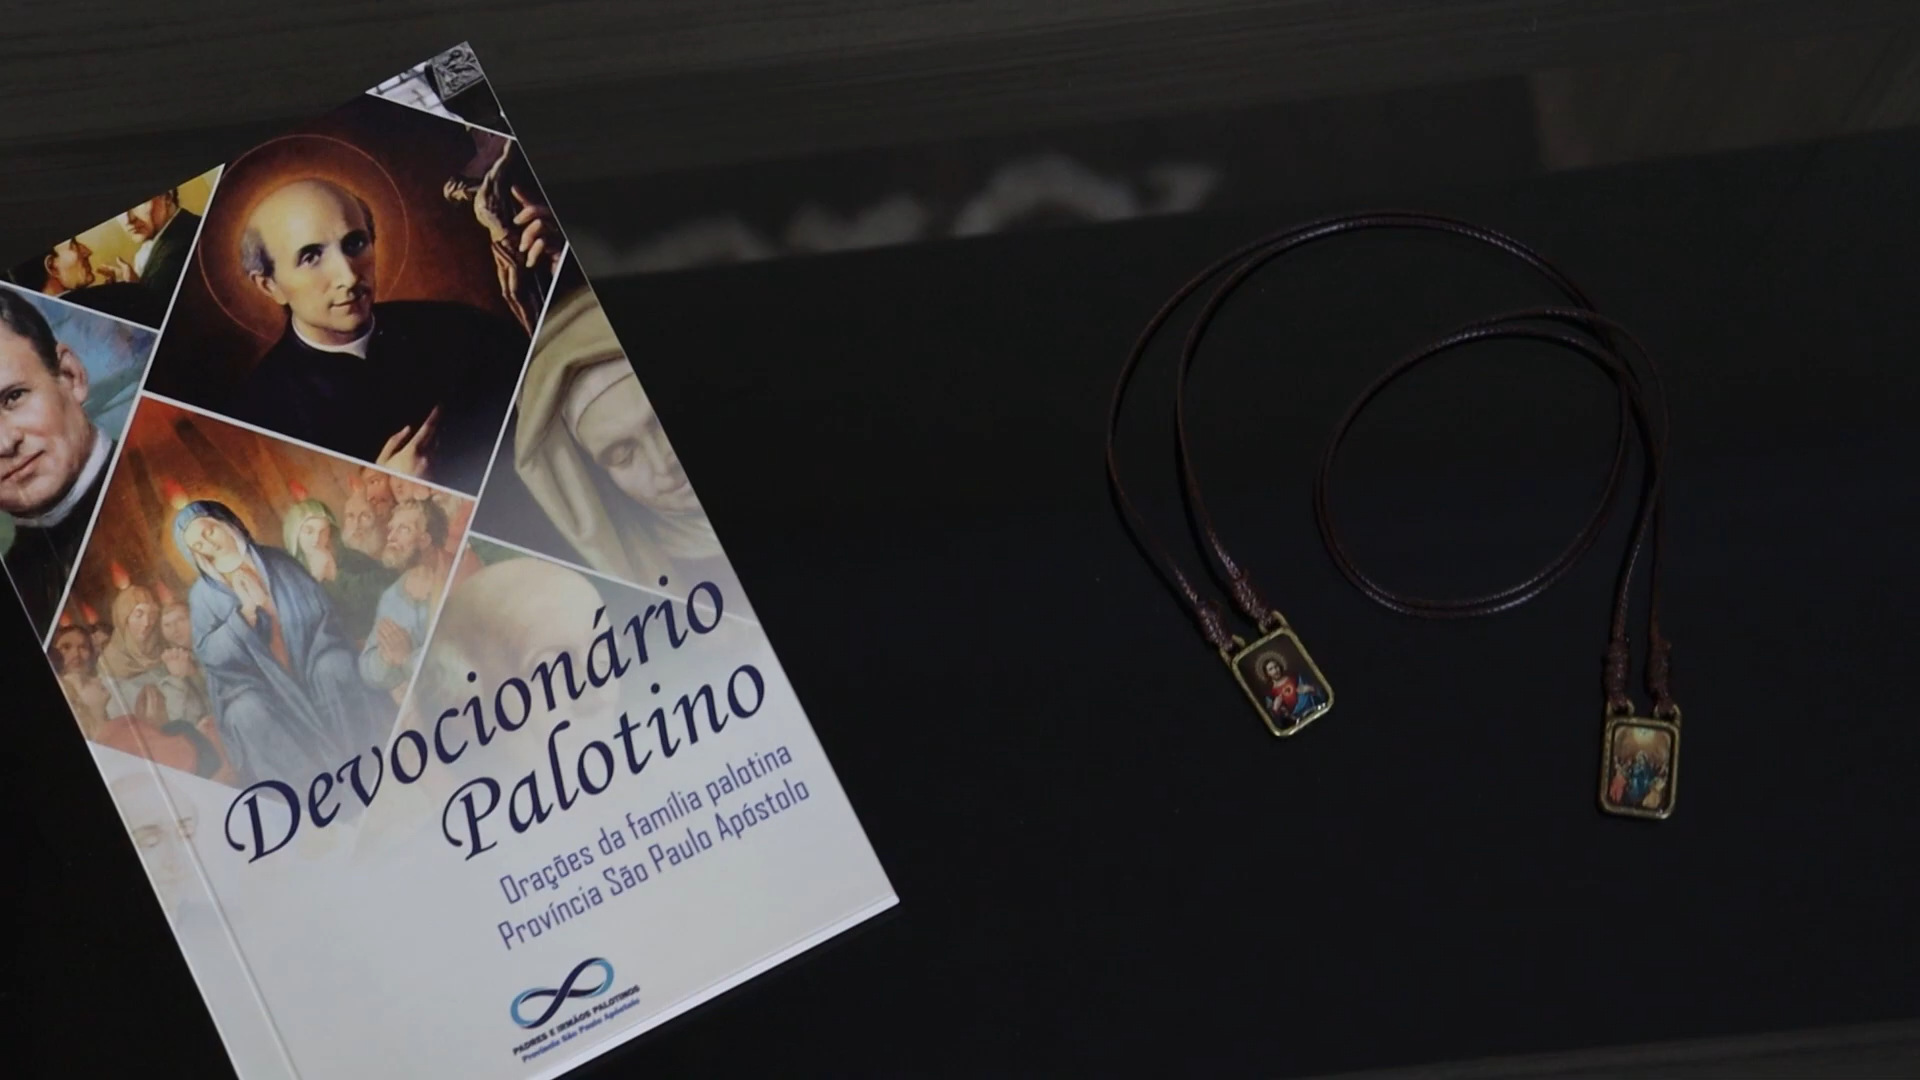 Devocionário
Palotino
Orações da família palotina
Província São Paulo Apóstolo
PADRES E IRMÃOS PALOTINOS
Província São Paulo Apóstolo